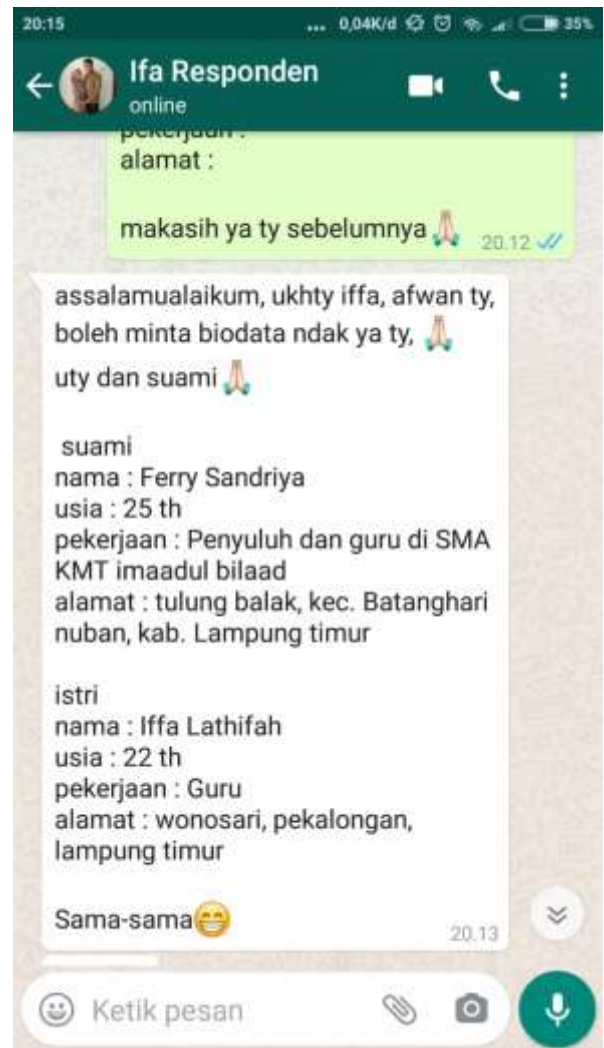 20:15 ... 0,04K/d 35%
Ifa Responden
online
pekerjaan :
alamat :
makasih ya ty sebelumnya🙏 20.12
assalamualaikum, ukhty iffa, afwan ty,
boleh minta biodata ndak ya ty, 🙏
uty dan suami🙏
suami
nama : Ferry Sandriya
usia : 25 th
pekerjaan : Penyuluh dan guru di SMA
KMT imaadul bilaad
alamat : tulung balak, kec. Batanghari
nuban, kab. Lampung timur
istri
nama : Iffa Lathifah
usia : 22 th
pekerjaan : Guru
alamat : wonosari, pekalongan,
lampung timur
Sama-sama😁 20.13
Ketik pesan